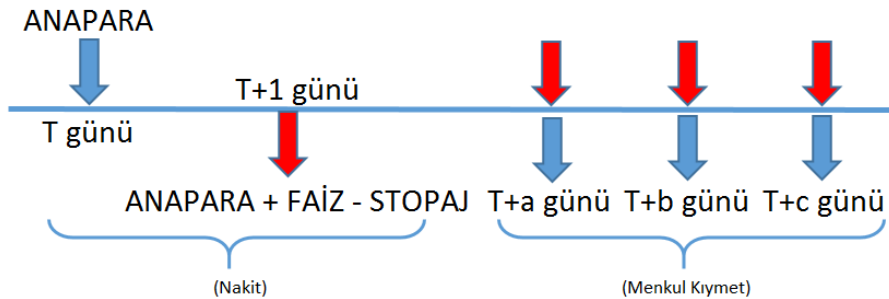 ANAPARA
T+1 günü
T günü
ANAPARA + FAİZ - STOPAJ
T+a günü
T+b günü
T+c günü
(Nakit)
(Menkul Kıymet)